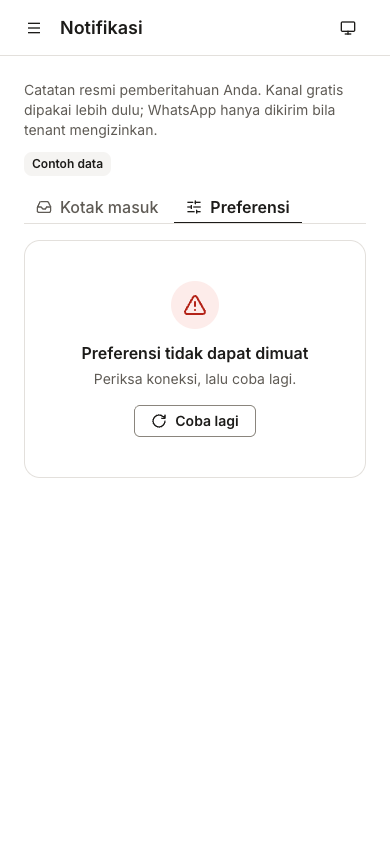 Notifikasi
Catatan resmi pemberitahuan Anda. Kanal gratis
dipakai lebih dulu; WhatsApp hanya dikirim bila
tenant mengizinkan.
Contoh data
Kotak masuk
Preferensi
Preferensi tidak dapat dimuat
Periksa koneksi, lalu coba lagi.
Coba lagi